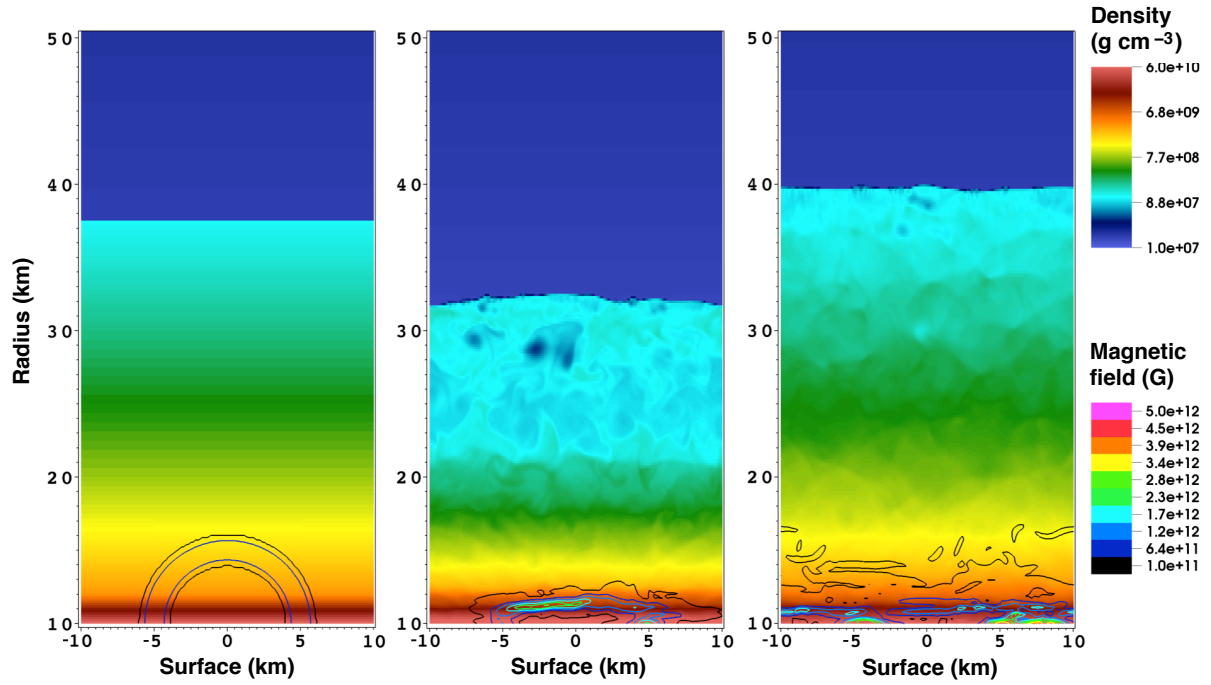 Density
(g cm −3)
6.0e+10
6.8e+09
7.7e+08
8.8e+07
1.0e+07
Magnetic
field (G)
5.0e+12
4.5e+12
3.9e+12
3.4e+12
2.8e+12
2.3e+12
1.7e+12
1.2e+12
6.4e+11
1.0e+11
Radius (km)
50
40
30
20
10
-10 -5 0 5 10
Surface (km)
50
40
30
20
10
-10 -5 0 5 10
Surface (km)
50
40
30
20
10
-10 -5 0 5 10
Surface (km)